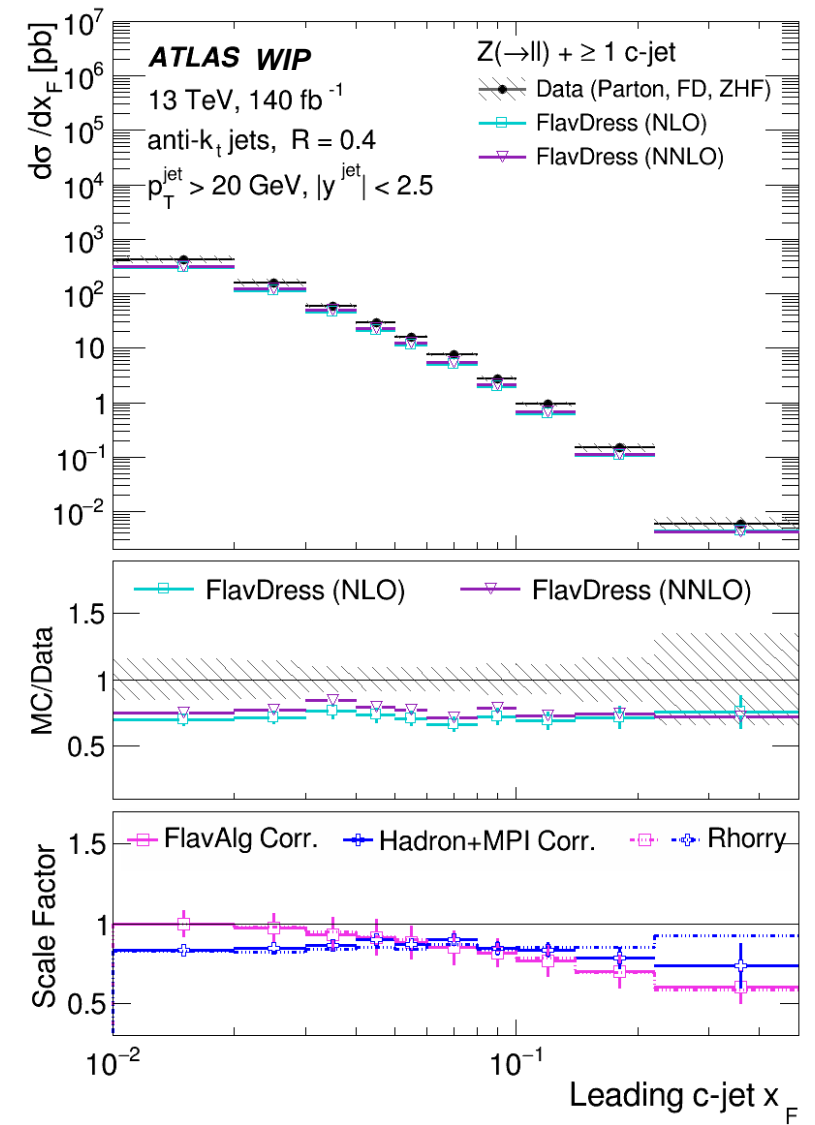 ATLAS WIP
13 TeV, 140 fb⁻¹
anti-kₜ jets, R = 0.4
p_T^jet > 20 GeV, |y^jet| < 2.5
Z(→ll) + ≥ 1 c-jet
Data (Parton, FD, ZHF)
FlavDress (NLO)
FlavDress (NNLO)
dσ/dx_F [pb]
10⁷
10⁶
10⁵
10⁴
10³
10²
10
1
10⁻¹
10⁻²
FlavDress (NLO) FlavDress (NNLO)
MC/Data
1.5
1
0.5
FlavAlg Corr. Hadron+MPI Corr. Rhorry
Scale Factor
1.5
1
0.5
10⁻² 10⁻¹
Leading c-jet x_F